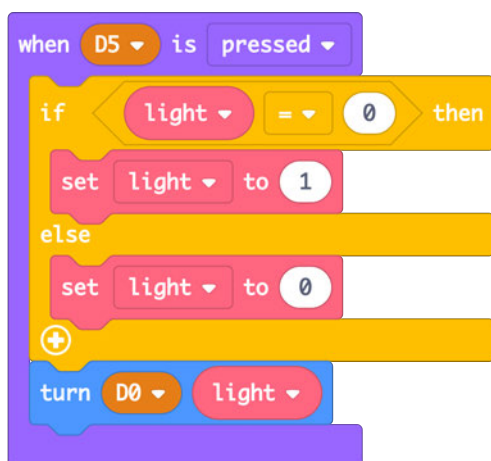 when D5 is pressed
if light = 0 then
set light to 1
else
set light to 0
turn D0 light